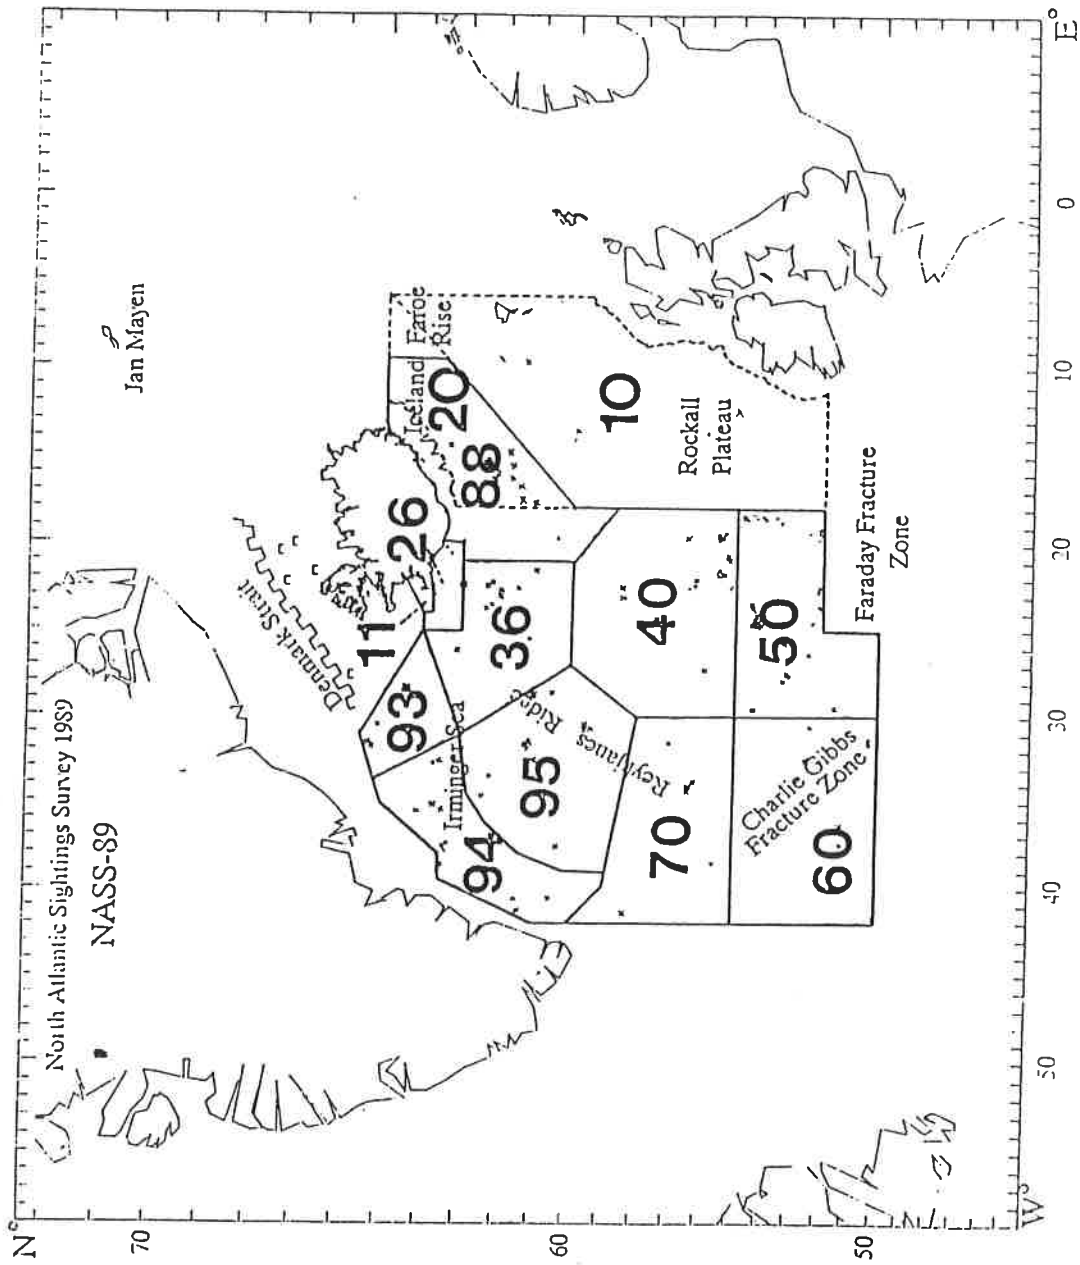 North Atlantic Sightings Survey 1989
NASS-89
N°
70
60
50
W°
50
40
30
20
10
0
E°
Jan Mayen
Denmark Strait
Iceland Faroe
Rise
Irminger Sea
Reykjanes Ridge
Rockall
Plateau
Charlie Gibbs
Fracture Zone
Faraday Fracture
Zone
11
26
20
88
93
94
95
36
10
40
50
70
60